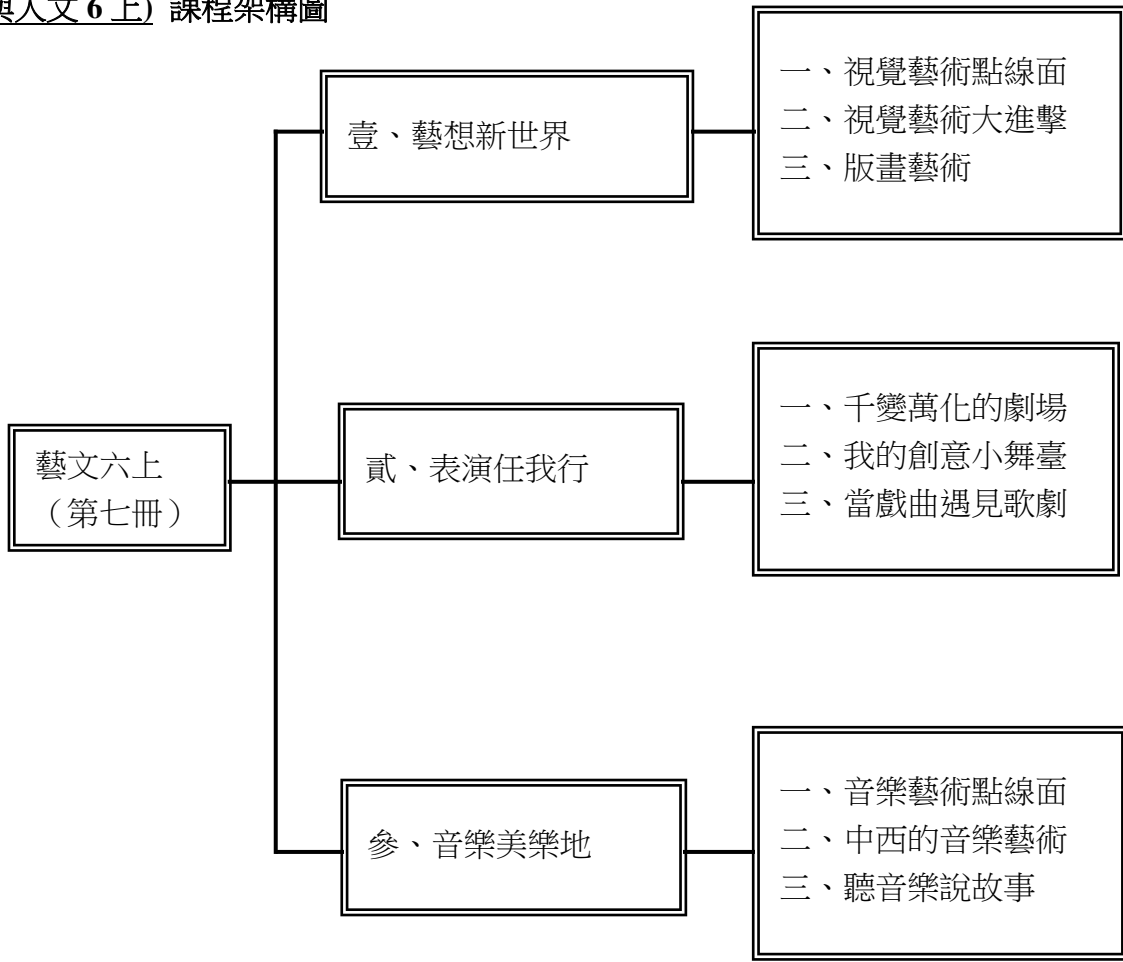 與人文 6 上) 課程架構圖
一、視覺藝術點線面
二、視覺藝術大進擊
三、版畫藝術
壹、藝想新世界
一、千變萬化的劇場
二、我的創意小舞臺
三、當戲曲遇見歌劇
貳、表演任我行
藝文六上
（第七冊）
一、音樂藝術點線面
二、中西的音樂藝術
三、聽音樂說故事
參、音樂美樂地